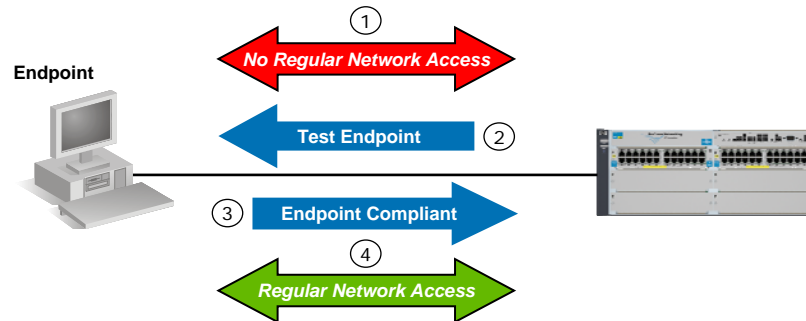 1
No Regular Network Access
Endpoint
Test Endpoint
2
3
Endpoint Compliant
4
Regular Network Access